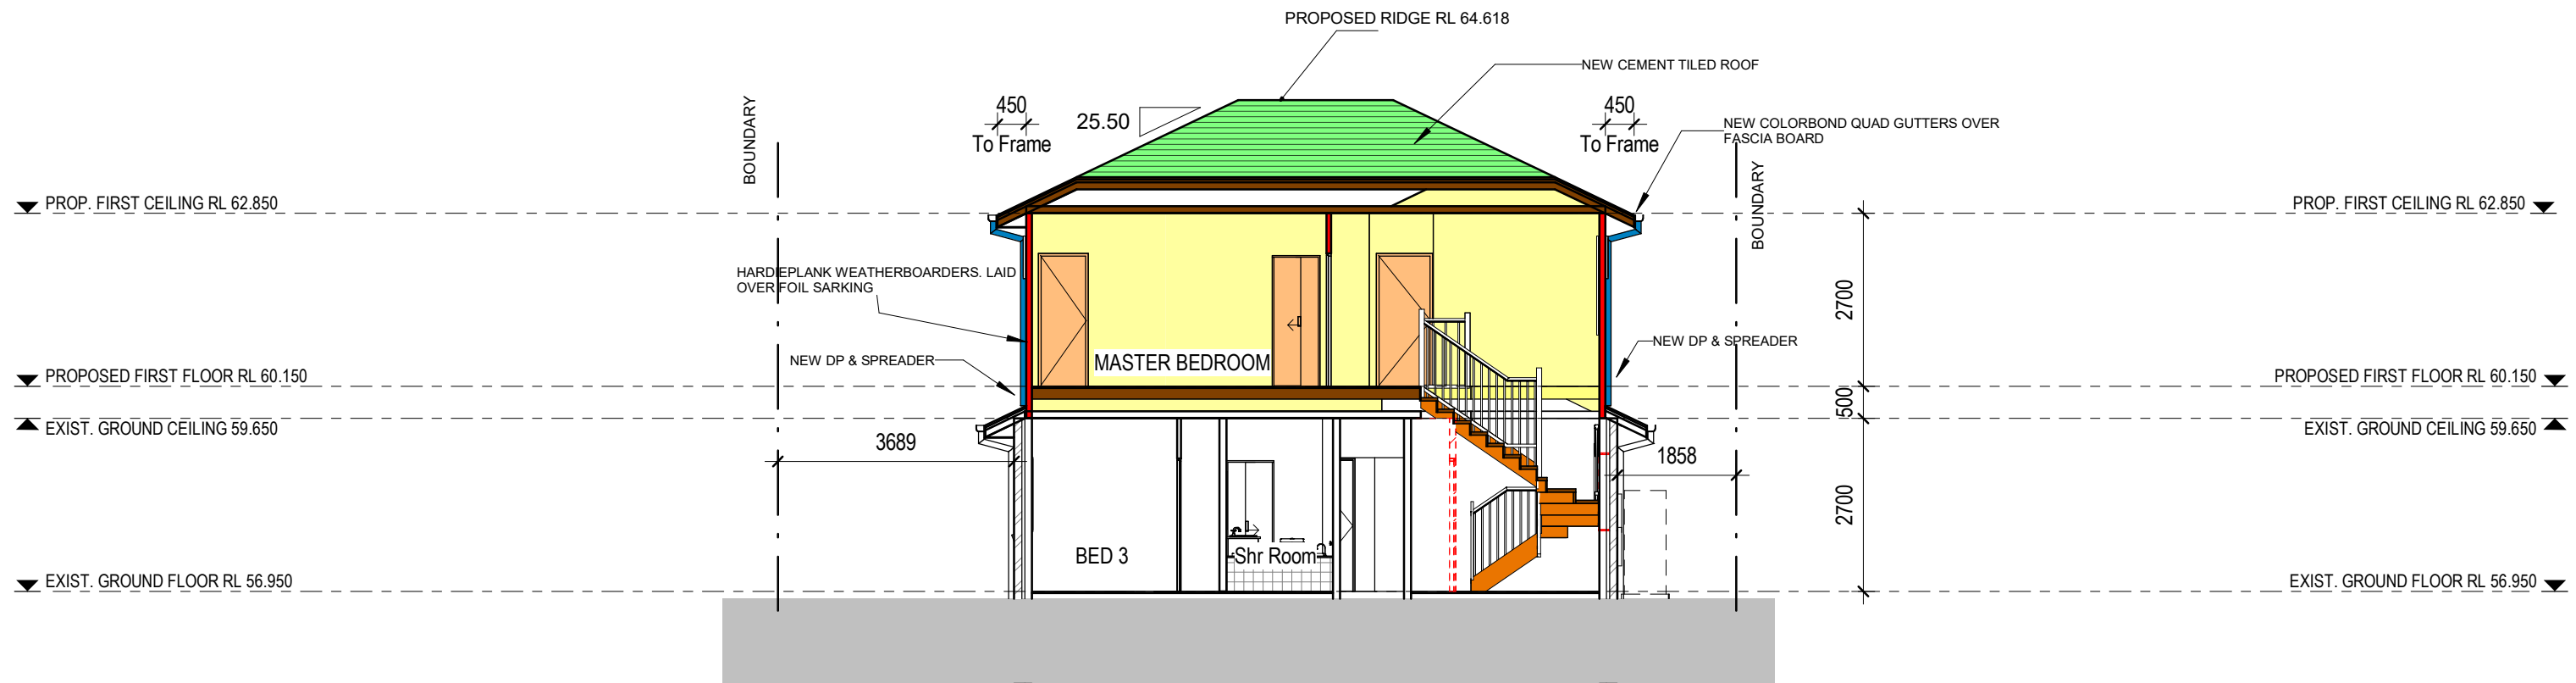 PROPOSED RIDGE RL 64.618
NEW CEMENT TILED ROOF
450
To Frame
25.50
450
To Frame
NEW COLORBOND QUAD GUTTERS OVER
FASCIA BOARD
BOUNDARY
BOUNDARY
PROP. FIRST CEILING RL 62.850
PROP. FIRST CEILING RL 62.850
HARDIEPLANK WEATHERBOARDERS. LAID
OVER FOIL SARKING
2700
NEW DP & SPREADER
MASTER BEDROOM
NEW DP & SPREADER
PROPOSED FIRST FLOOR RL 60.150
PROPOSED FIRST FLOOR RL 60.150
500
EXIST. GROUND CEILING 59.650
EXIST. GROUND CEILING 59.650
3689
1858
2700
BED 3
Shr Room
EXIST. GROUND FLOOR RL 56.950
EXIST. GROUND FLOOR RL 56.950